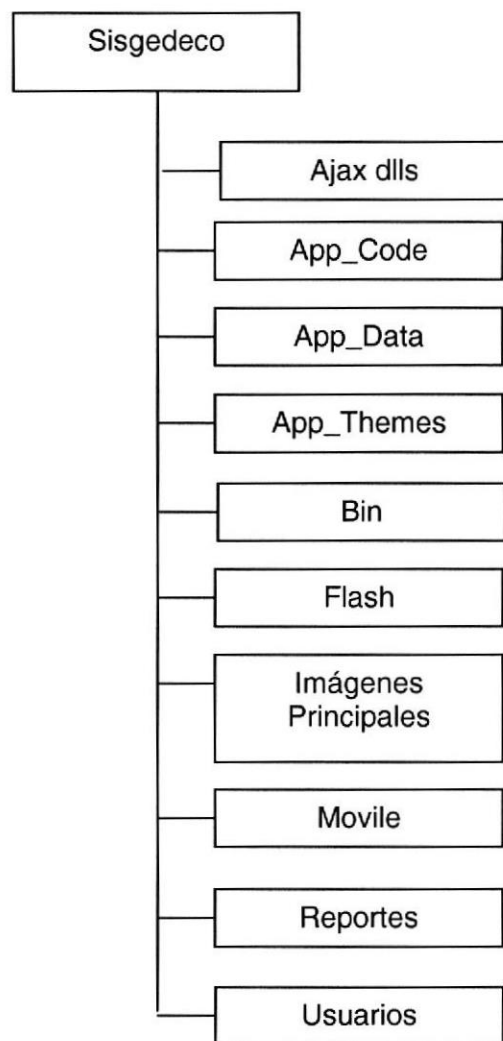 Sisgedeco
Ajax dlls
App_Code
App_Data
App_Themes
Bin
Flash
Imágenes
Principales
Movile
Reportes
Usuarios